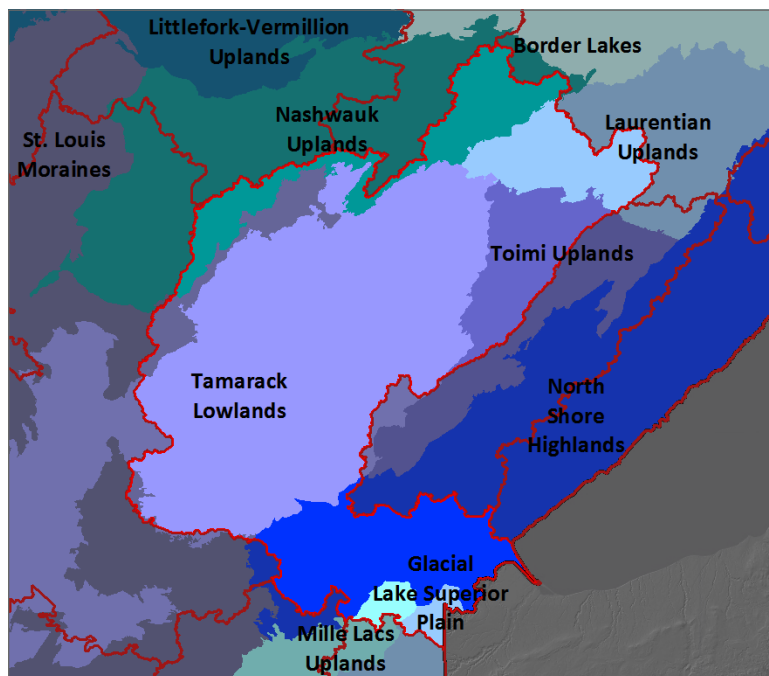 Littlefork-Vermillion
Uplands
Border Lakes
Nashwauk
Uplands
Laurentian
Uplands
St. Louis
Moraines
Toimi Uplands
Tamarack
Lowlands
North
Shore
Highlands
Glacial
Lake Superior
Plain
Mille Lacs
Uplands